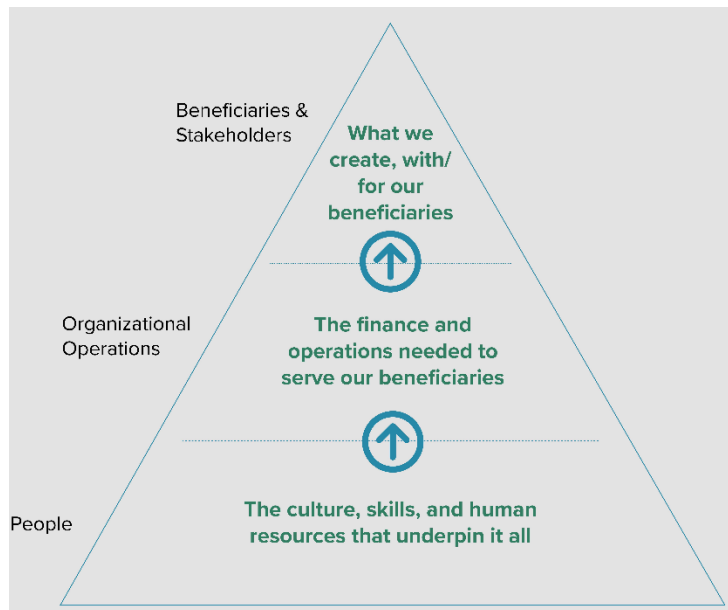 Beneficiaries &
Stakeholders
What we
create, with/
for our
beneficiaries
Organizational
Operations
The finance and
operations needed to
serve our beneficiaries
People
The culture, skills, and human
resources that underpin it all